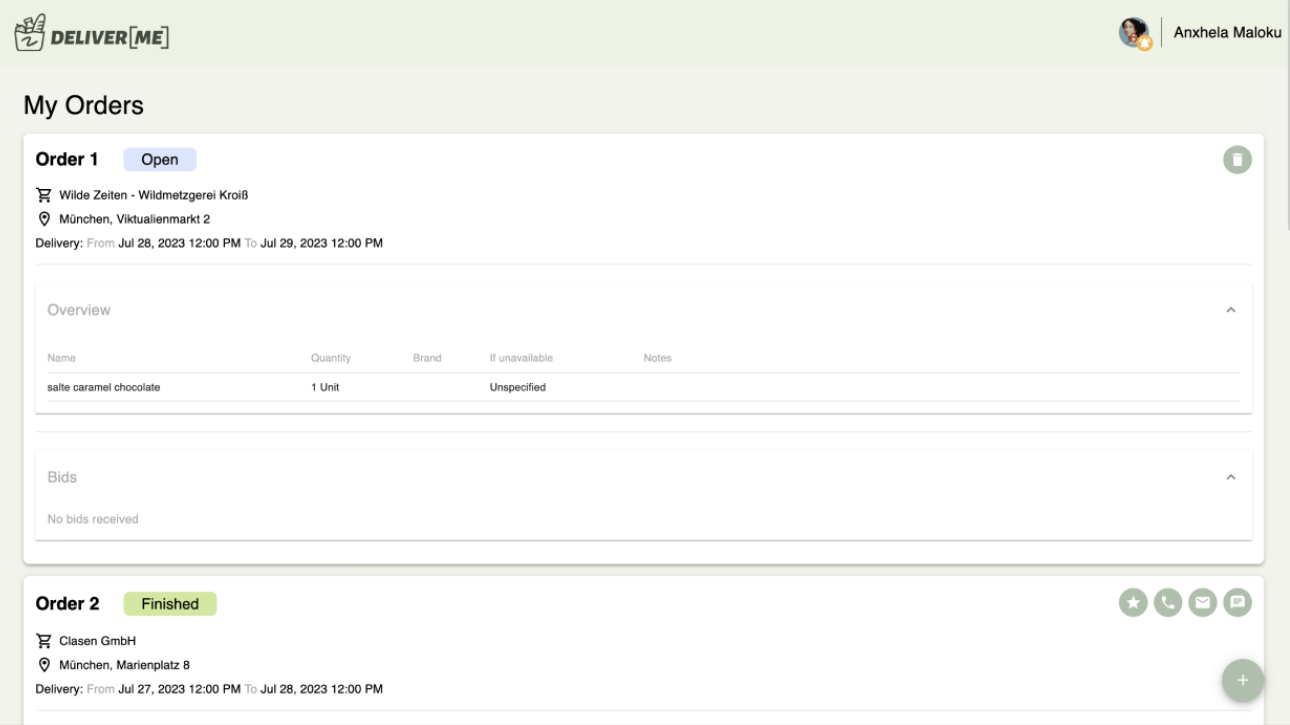 DELIVER[ME]
Anxhela Maloku
My Orders
Order 1 Open
Wilde Zeiten - Wildmetzgerei Kroiß
München, Viktualienmarkt 2
Delivery: From Jul 28, 2023 12:00 PM To Jul 29, 2023 12:00 PM
Overview
Name Quantity Brand If unavailable Notes
salte caramel chocolate 1 Unit Unspecified
Bids
No bids received
Order 2 Finished
Clasen GmbH
München, Marienplatz 8
Delivery: From Jul 27, 2023 12:00 PM To Jul 28, 2023 12:00 PM